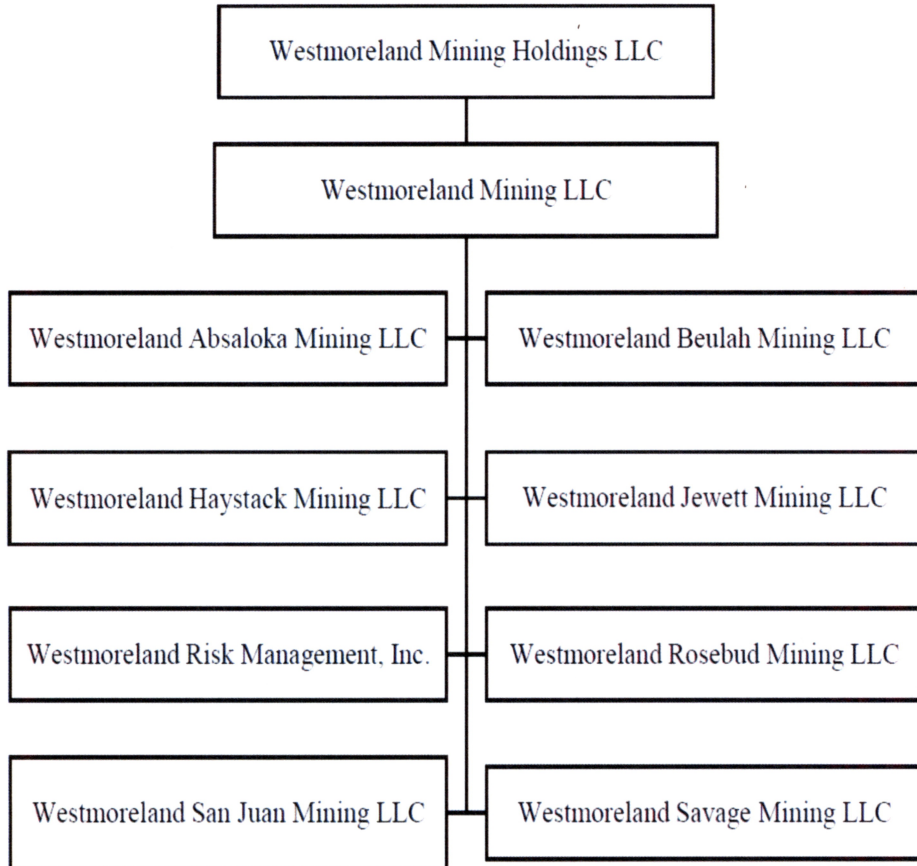 Westmoreland Mining Holdings LLC
Westmoreland Mining LLC
Westmoreland Absaloka Mining LLC
Westmoreland Beulah Mining LLC
Westmoreland Haystack Mining LLC
Westmoreland Jewett Mining LLC
Westmoreland Risk Management, Inc.
Westmoreland Rosebud Mining LLC
Westmoreland San Juan Mining LLC
Westmoreland Savage Mining LLC